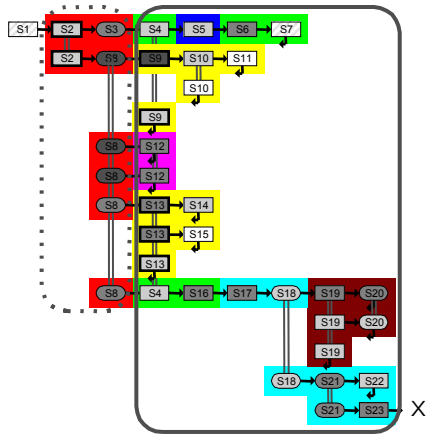 S1 S2 S3 S4 S5 S6 S7
S2 S9 S9 S10 S11
S10
S9
S8 S12
S8 S12
S8 S13 S14
S13 S15
S13
S8 S4 S16 S17 S18 S19 S20
S19 S20
S19
S18 S21 S22
S21 S23 X